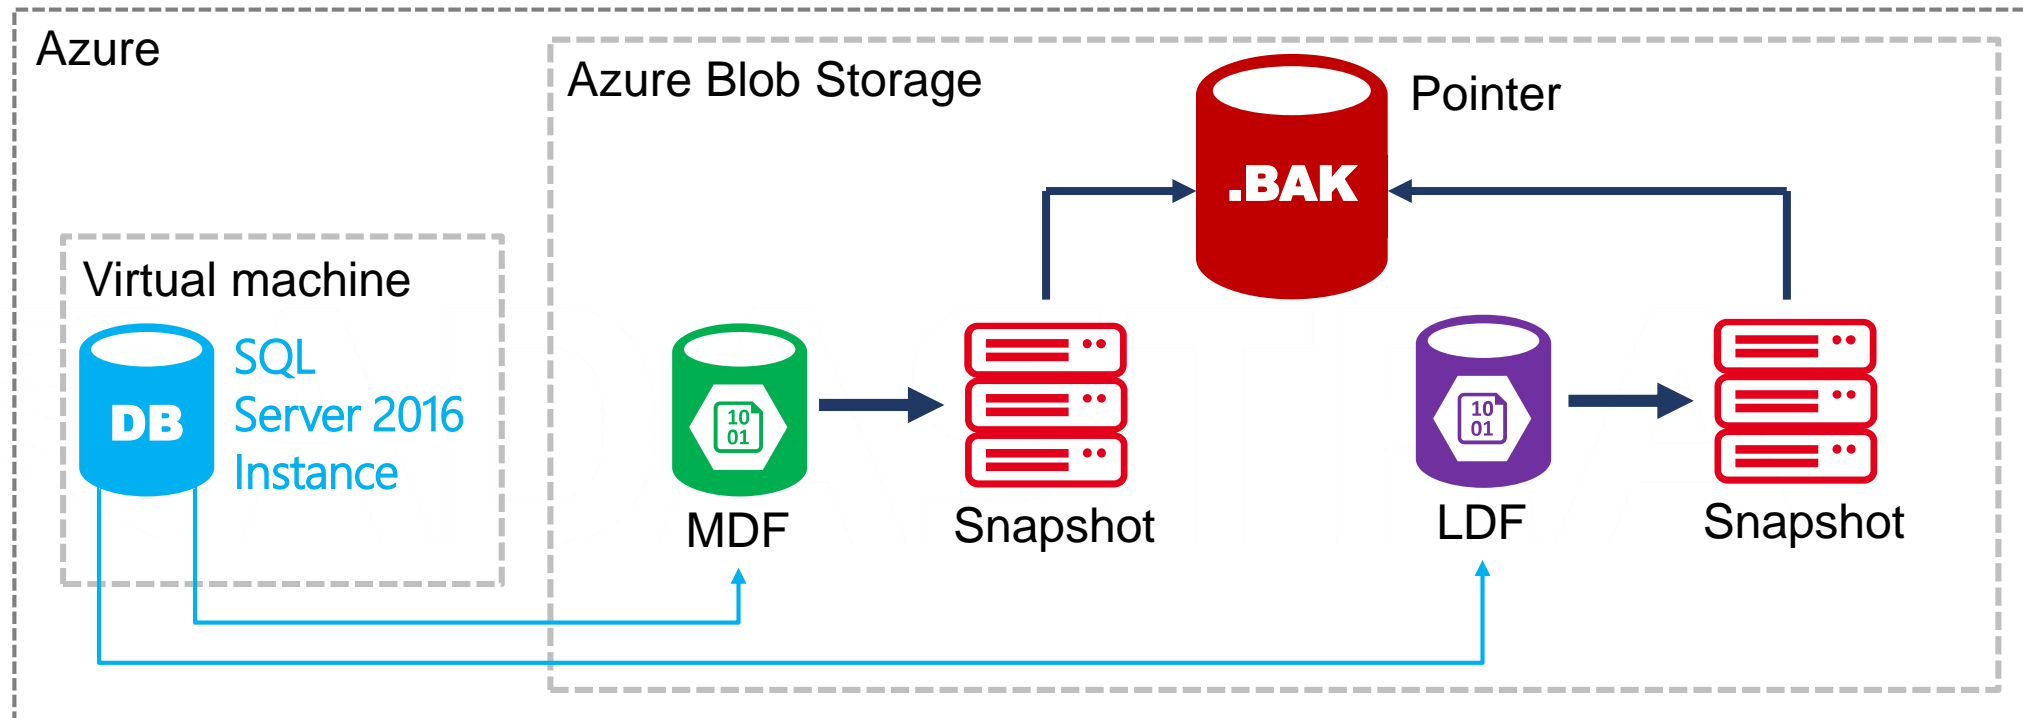 Azure
Azure Blob Storage
Pointer
.BAK
Virtual machine
DB
SQL
Server 2016
Instance
10
01
MDF
Snapshot
10
01
LDF
Snapshot